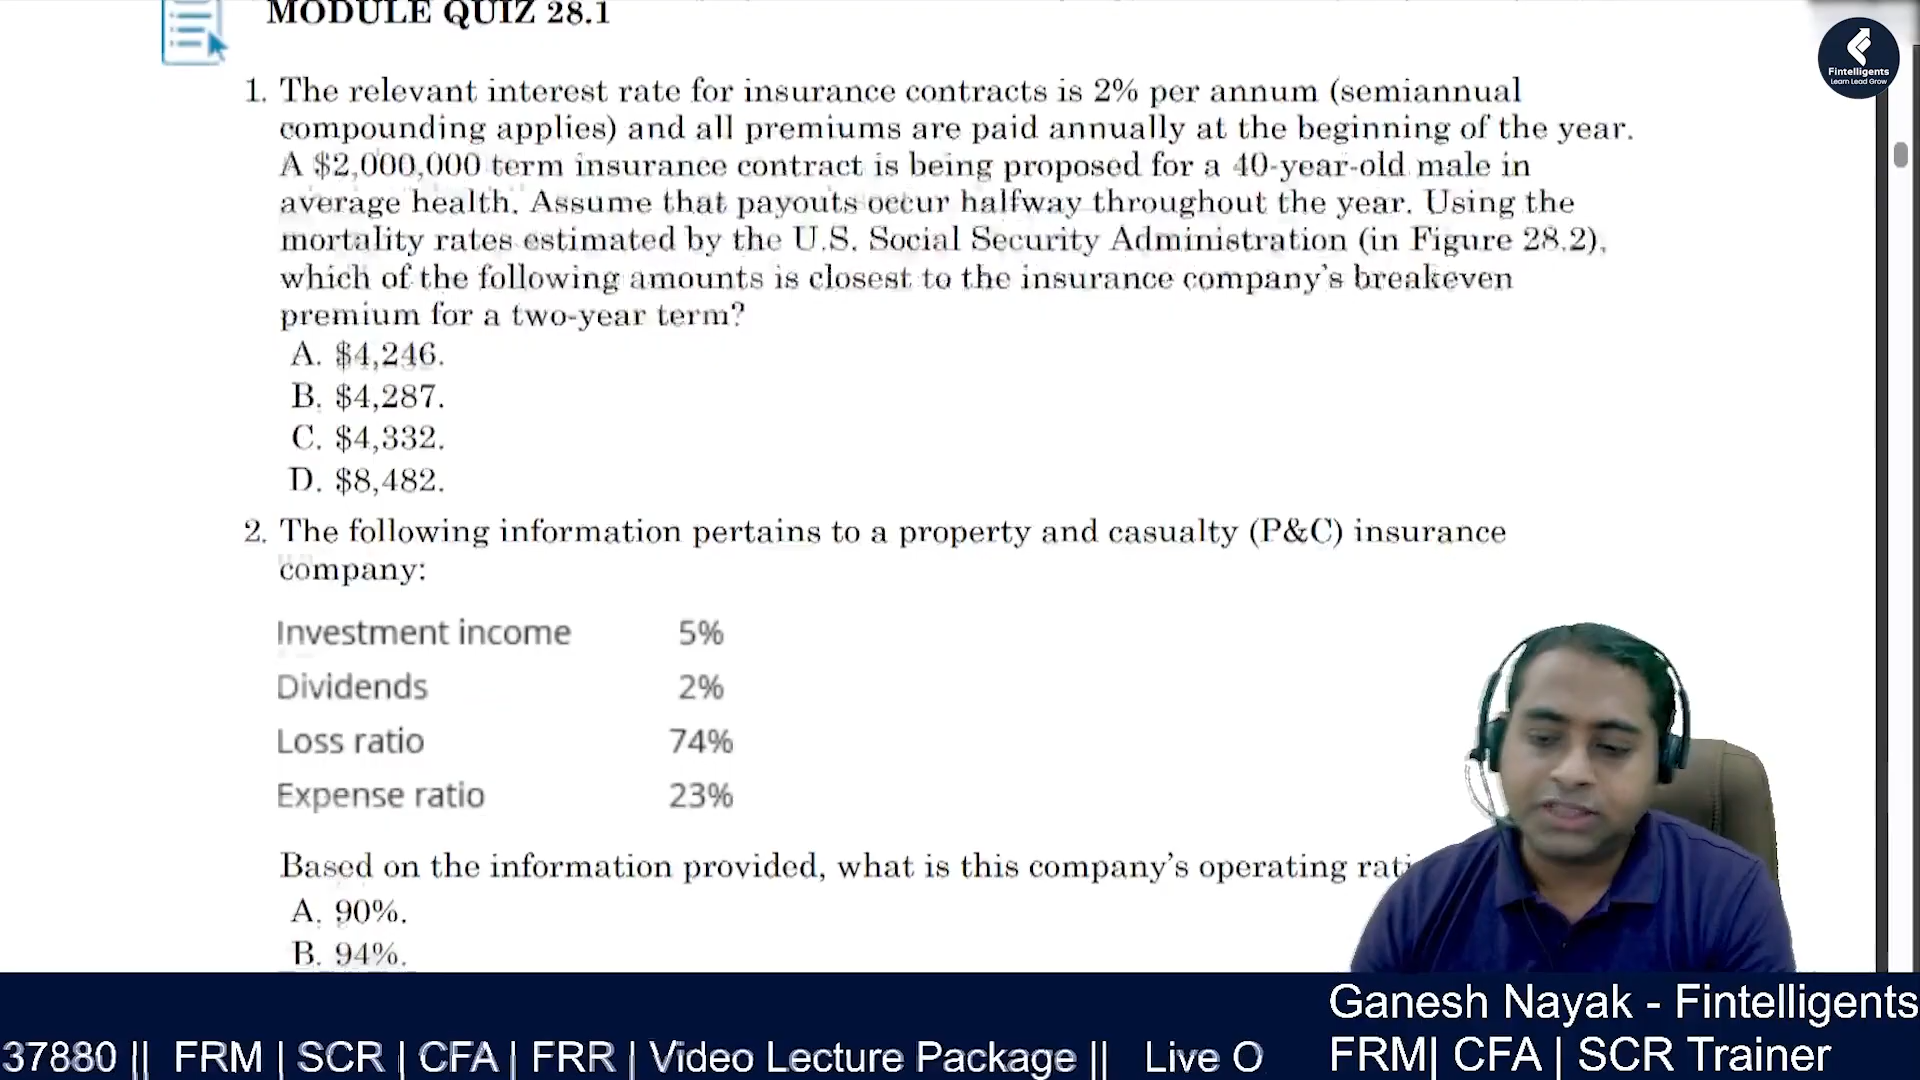 MODULE QUIZ 28.1
Fintelligents
Learn Lead Grow
1. The relevant interest rate for insurance contracts is 2% per annum (semiannual
compounding applies) and all premiums are paid annually at the beginning of the year.
A $2,000,000 term insurance contract is being proposed for a 40-year-old male in
average health. Assume that payouts occur halfway throughout the year. Using the
mortality rates estimated by the U.S. Social Security Administration (in Figure 28.2),
which of the following amounts is closest to the insurance company's breakeven
premium for a two-year term?
A. $4,246.
B. $4,287.
C. $4,332.
D. $8,482.
2. The following information pertains to a property and casualty (P&C) insurance
company:
Investment income 5%
Dividends 2%
Loss ratio 74%
Expense ratio 23%
Based on the information provided, what is this company's operating rati
A. 90%.
B. 94%.
Ganesh Nayak - Fintelligents
37880 || FRM | SCR | CFA | FRR | Video Lecture Package || Live O
FRM| CFA | SCR Trainer